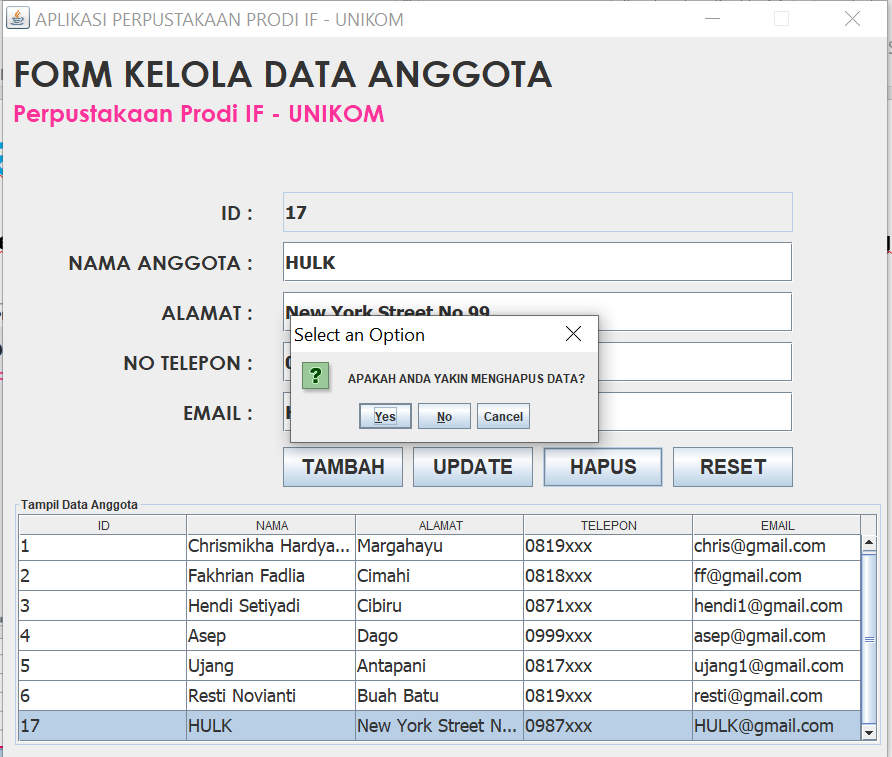 APLIKASI PERPUSTAKAAN PRODI IF - UNIKOM
FORM KELOLA DATA ANGGOTA
Perpustakaan Prodi IF - UNIKOM
ID : 17
NAMA ANGGOTA : HULK
ALAMAT : New York Street No 99
NO TELEPON :
EMAIL :
Select an Option
?
APAKAH ANDA YAKIN MENGHAPUS DATA?
Yes No Cancel
TAMBAH UPDATE HAPUS RESET
Tampil Data Anggota
ID NAMA ALAMAT TELEPON EMAIL
1 Chrismikha Hardya... Margahayu 0819xxx chris@gmail.com
2 Fakhrian Fadlia Cimahi 0818xxx ff@gmail.com
3 Hendi Setiyadi Cibiru 0871xxx hendi1@gmail.com
4 Asep Dago 0999xxx asep@gmail.com
5 Ujang Antapani 0817xxx ujang1@gmail.com
6 Resti Novianti Buah Batu 0819xxx resti@gmail.com
17 HULK New York Street N... 0987xxx HULK@gmail.com